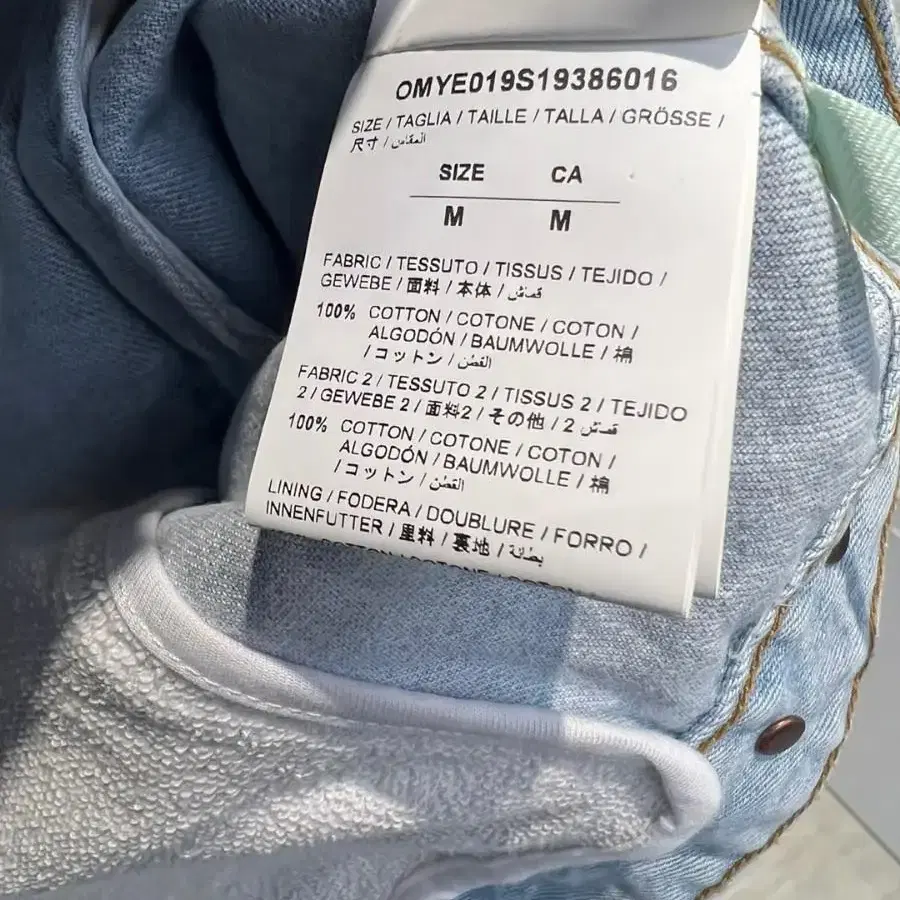 OMYE019S19386016
SIZE / TAGLIA / TAILLE / TALLA / GRÖSSE /
尺寸 / المقاس
SIZE CA
M M
FABRIC / TESSUTO / TISSUS / TEJIDO /
GEWEBE / 面料 / 本体 / قماش
100% COTTON / COTONE / COTON /
ALGODÓN / BAUMWOLLE / 棉
/ コットン / القطن
FABRIC 2 / TESSUTO 2 / TISSUS 2 / TEJIDO
2 / GEWEBE 2 / 面料2 / その他 / 2 قماش
100% COTTON / COTONE / COTON /
ALGODÓN / BAUMWOLLE / 棉
/ コットン / القطن
LINING / FODERA / DOUBLURE / FORRO /
INNENFUTTER / 里料 / 裏地 / بطانة